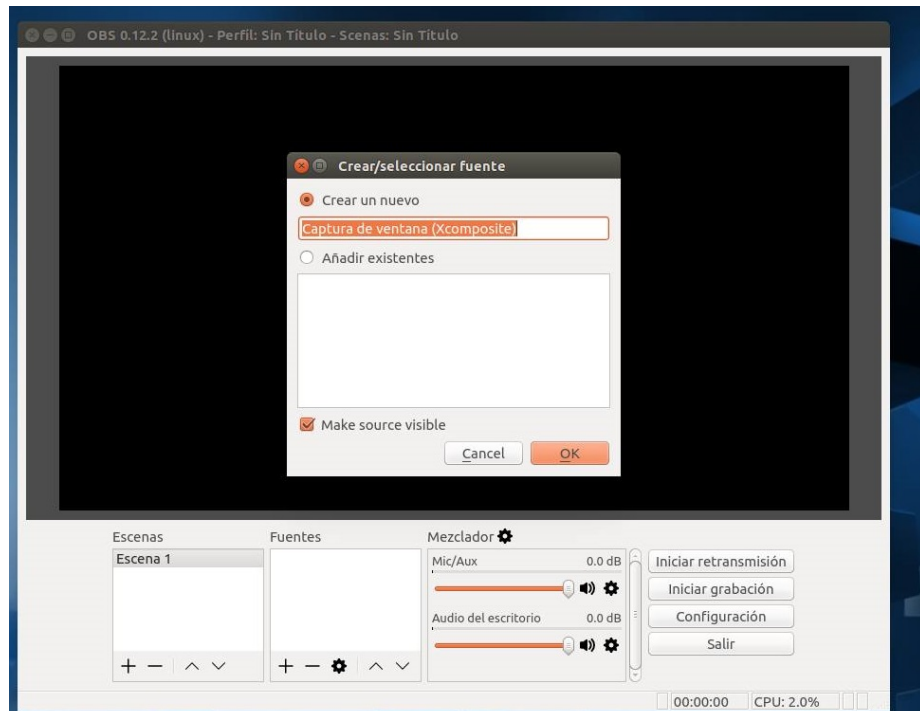 OBS 0.12.2 (linux) - Perfil: Sin Título - Scenas: Sin Título
Crear/seleccionar fuente
Crear un nuevo
Captura de ventana (Xcomposite)
Añadir existentes
Make source visible
Cancel
OK
Escenas
Escena 1
Fuentes
Mezclador
Mic/Aux 0.0 dB
Audio del escritorio 0.0 dB
Iniciar retransmisión
Iniciar grabación
Configuración
Salir
00:00:00 CPU: 2.0%